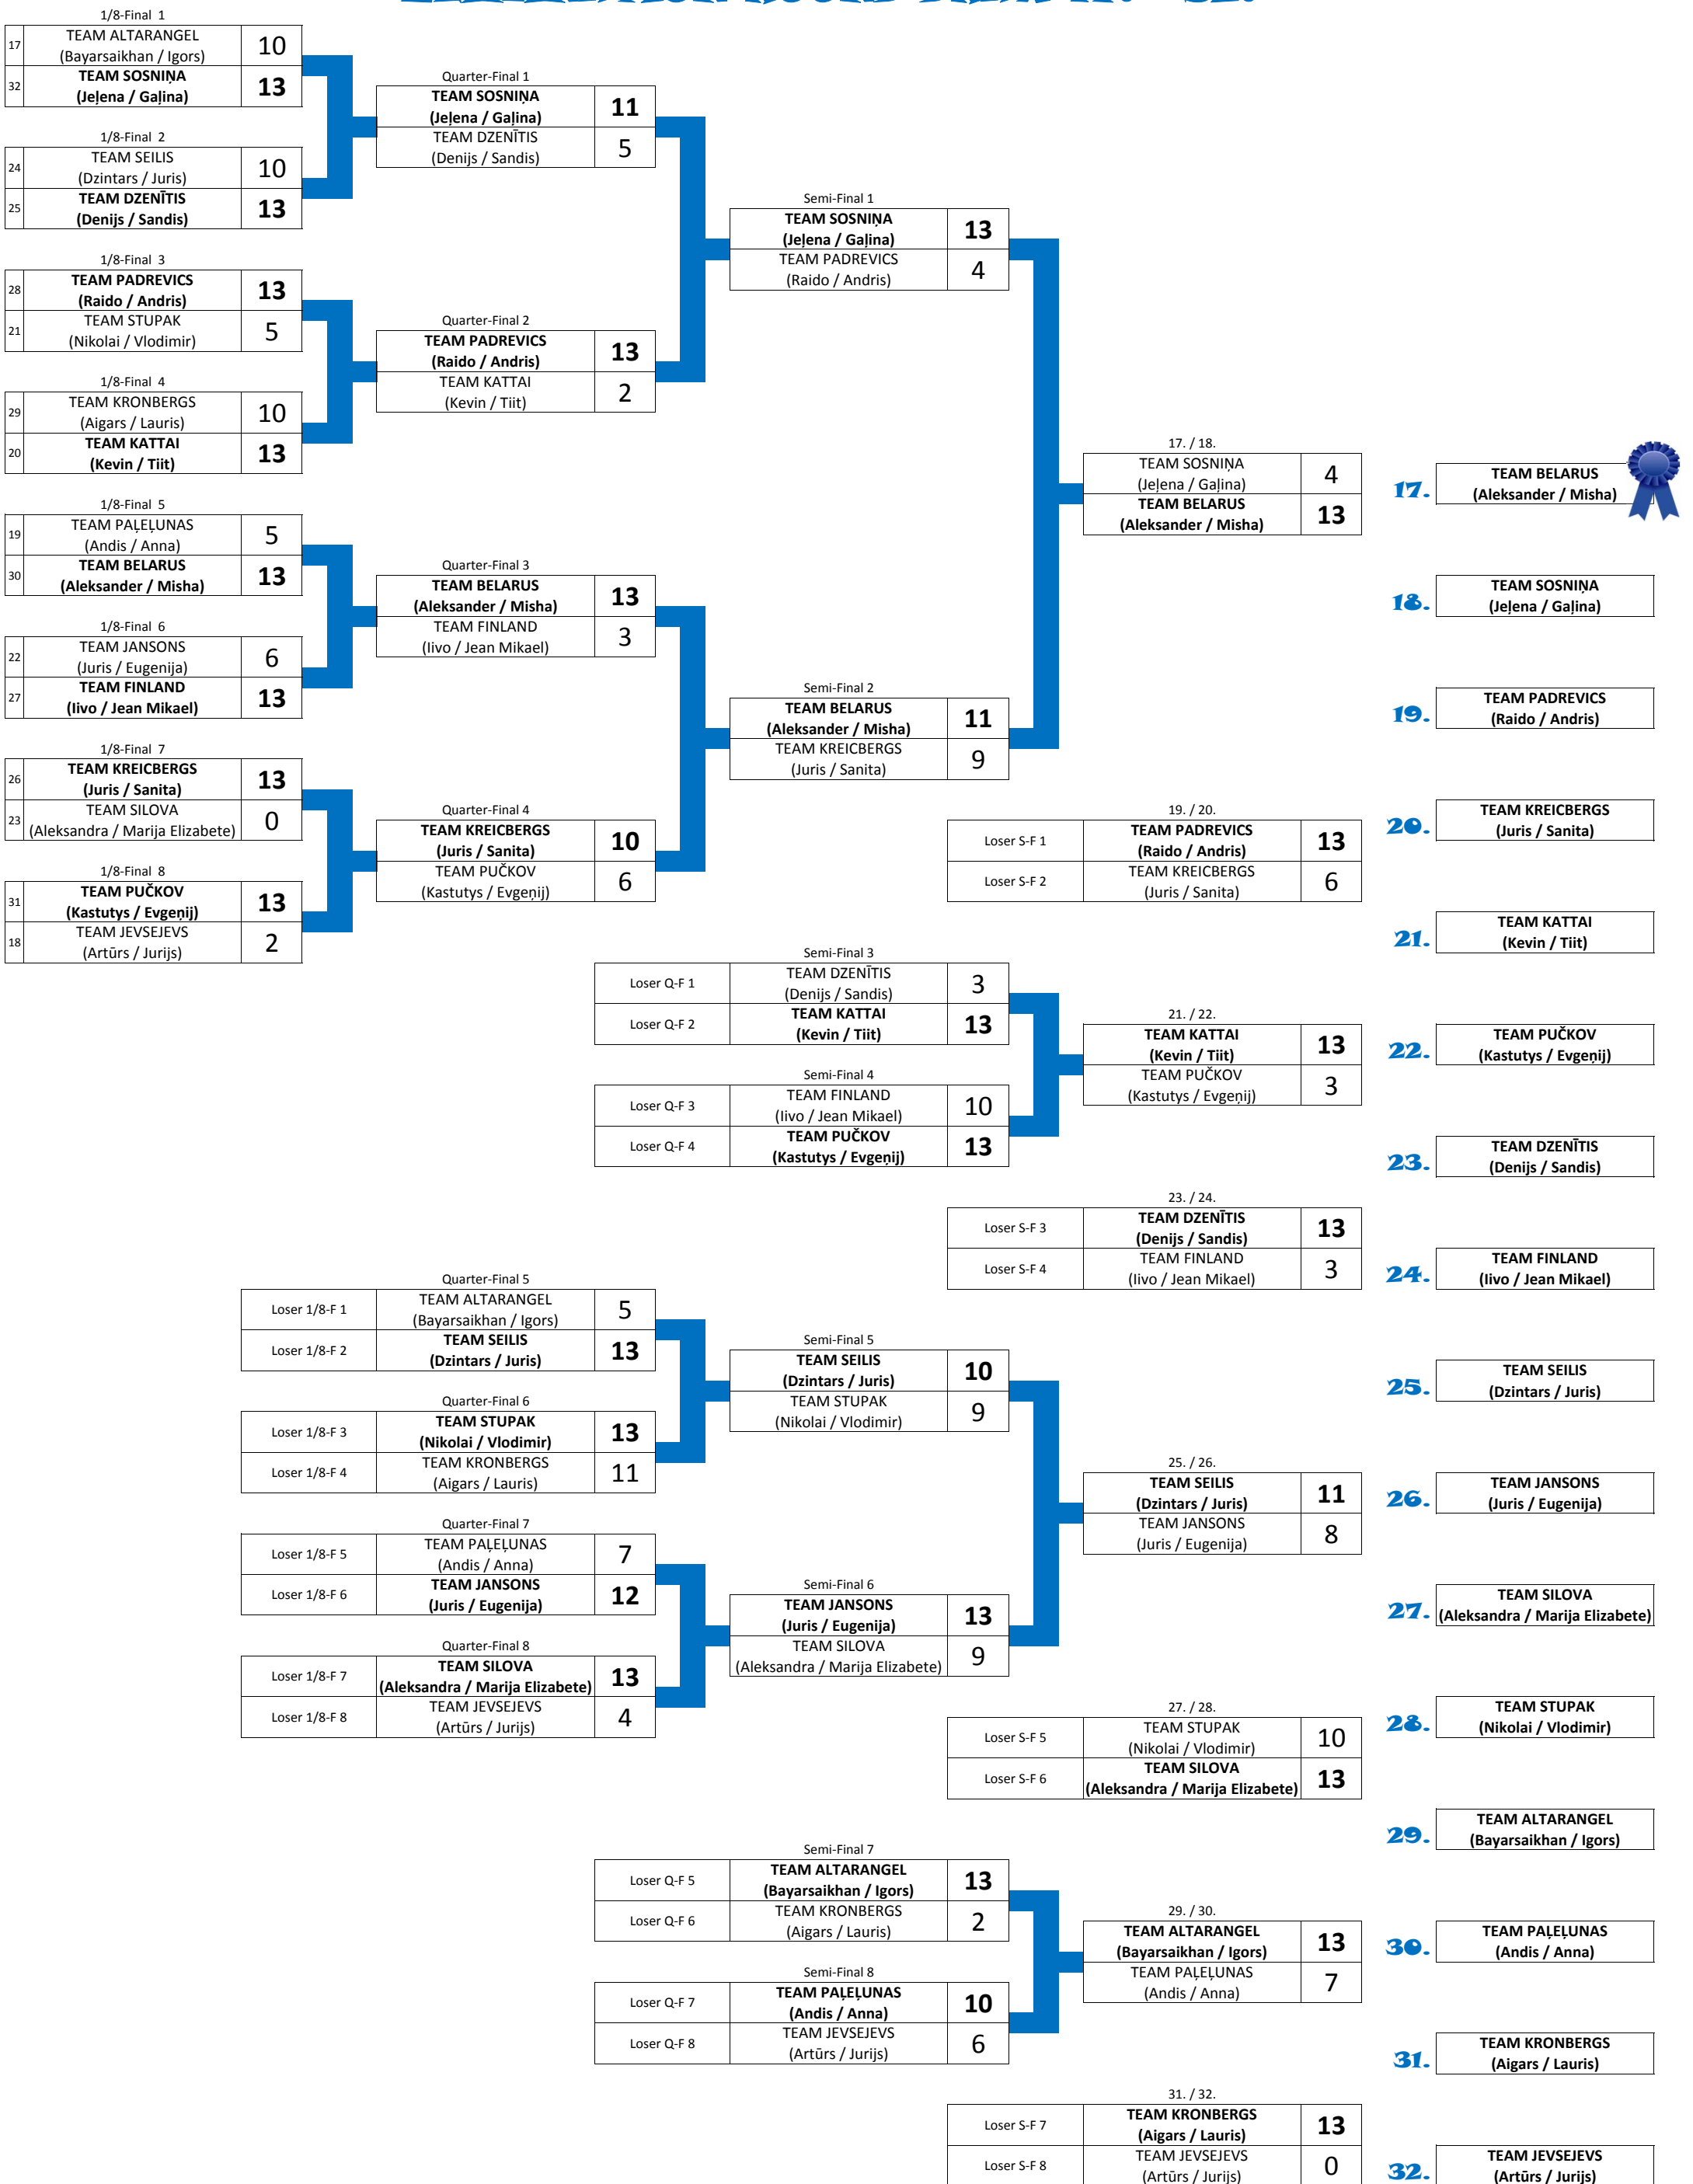 1/8-Final 1
17 TEAM ALTARANGEL 10
(Bayarsaikhan / Igors)
32 TEAM SOSNIŅA 13
(Jeļena / Gaļina)
1/8-Final 2
24 TEAM SEILIS 10
(Dzintars / Juris)
25 TEAM DZENĪTIS 13
(Denijs / Sandis)
1/8-Final 3
28 TEAM PADREVICS 13
(Raido / Andris)
21 TEAM STUPAK 5
(Nikolai / Vlodimir)
1/8-Final 4
29 TEAM KRONBERGS 10
(Aigars / Lauris)
20 TEAM KATTAI 13
(Kevin / Tiit)
1/8-Final 5
19 TEAM PAĻEĻUNAS 5
(Andis / Anna)
30 TEAM BELARUS 13
(Aleksander / Misha)
1/8-Final 6
22 TEAM JANSONS 6
(Juris / Eugenija)
27 TEAM FINLAND 13
(Iivo / Jean Mikael)
1/8-Final 7
26 TEAM KREICBERGS 13
(Juris / Sanita)
23 TEAM SILOVA 0
(Aleksandra / Marija Elizabete)
1/8-Final 8
31 TEAM PUČKOV 13
(Kastutys / Evgeņij)
18 TEAM JEVSEJEVS 2
(Artūrs / Jurijs)
Quarter-Final 1
TEAM SOSNIŅA 11
(Jeļena / Gaļina)
TEAM DZENĪTIS 5
(Denijs / Sandis)
Quarter-Final 2
TEAM PADREVICS 13
(Raido / Andris)
TEAM KATTAI 2
(Kevin / Tiit)
Quarter-Final 3
TEAM BELARUS 13
(Aleksander / Misha)
TEAM FINLAND 3
(Iivo / Jean Mikael)
Quarter-Final 4
TEAM KREICBERGS 10
(Juris / Sanita)
TEAM PUČKOV 6
(Kastutys / Evgeņij)
Semi-Final 1
TEAM SOSNIŅA 13
(Jeļena / Gaļina)
TEAM PADREVICS 4
(Raido / Andris)
Semi-Final 2
TEAM BELARUS 11
(Aleksander / Misha)
TEAM KREICBERGS 9
(Juris / Sanita)
17. / 18.
TEAM SOSNIŅA 4
(Jeļena / Gaļina)
TEAM BELARUS 13
(Aleksander / Misha)
19. / 20.
Loser S-F 1 TEAM PADREVICS 13
(Raido / Andris)
Loser S-F 2 TEAM KREICBERGS 6
(Juris / Sanita)
Semi-Final 3
Loser Q-F 1 TEAM DZENĪTIS 3
(Denijs / Sandis)
Loser Q-F 2 TEAM KATTAI 13
(Kevin / Tiit)
Semi-Final 4
Loser Q-F 3 TEAM FINLAND 10
(Iivo / Jean Mikael)
Loser Q-F 4 TEAM PUČKOV 13
(Kastutys / Evgeņij)
21. / 22.
TEAM KATTAI 13
(Kevin / Tiit)
TEAM PUČKOV 3
(Kastutys / Evgeņij)
23. / 24.
Loser S-F 3 TEAM DZENĪTIS 13
(Denijs / Sandis)
Loser S-F 4 TEAM FINLAND 3
(Iivo / Jean Mikael)
Quarter-Final 5
Loser 1/8-F 1 TEAM ALTARANGEL 5
(Bayarsaikhan / Igors)
Loser 1/8-F 2 TEAM SEILIS 13
(Dzintars / Juris)
Quarter-Final 6
Loser 1/8-F 3 TEAM STUPAK 13
(Nikolai / Vlodimir)
Loser 1/8-F 4 TEAM KRONBERGS 11
(Aigars / Lauris)
Quarter-Final 7
Loser 1/8-F 5 TEAM PAĻEĻUNAS 7
(Andis / Anna)
Loser 1/8-F 6 TEAM JANSONS 12
(Juris / Eugenija)
Quarter-Final 8
Loser 1/8-F 7 TEAM SILOVA 13
(Aleksandra / Marija Elizabete)
Loser 1/8-F 8 TEAM JEVSEJEVS 4
(Artūrs / Jurijs)
Semi-Final 5
TEAM SEILIS 10
(Dzintars / Juris)
TEAM STUPAK 9
(Nikolai / Vlodimir)
Semi-Final 6
TEAM JANSONS 13
(Juris / Eugenija)
TEAM SILOVA 9
(Aleksandra / Marija Elizabete)
25. / 26.
TEAM SEILIS 11
(Dzintars / Juris)
TEAM JANSONS 8
(Juris / Eugenija)
27. / 28.
Loser S-F 5 TEAM STUPAK 10
(Nikolai / Vlodimir)
Loser S-F 6 TEAM SILOVA 13
(Aleksandra / Marija Elizabete)
Semi-Final 7
Loser Q-F 5 TEAM ALTARANGEL 13
(Bayarsaikhan / Igors)
Loser Q-F 6 TEAM KRONBERGS 2
(Aigars / Lauris)
Semi-Final 8
Loser Q-F 7 TEAM PAĻEĻUNAS 10
(Andis / Anna)
Loser Q-F 8 TEAM JEVSEJEVS 6
(Artūrs / Jurijs)
29. / 30.
TEAM ALTARANGEL 13
(Bayarsaikhan / Igors)
TEAM PAĻEĻUNAS 7
(Andis / Anna)
31. / 32.
Loser S-F 7 TEAM KRONBERGS 13
(Aigars / Lauris)
Loser S-F 8 TEAM JEVSEJEVS 0
(Artūrs / Jurijs)
17. TEAM BELARUS
(Aleksander / Misha)
18. TEAM SOSNIŅA
(Jeļena / Gaļina)
19. TEAM PADREVICS
(Raido / Andris)
20. TEAM KREICBERGS
(Juris / Sanita)
21. TEAM KATTAI
(Kevin / Tiit)
22. TEAM PUČKOV
(Kastutys / Evgeņij)
23. TEAM DZENĪTIS
(Denijs / Sandis)
24. TEAM FINLAND
(Iivo / Jean Mikael)
25. TEAM SEILIS
(Dzintars / Juris)
26. TEAM JANSONS
(Juris / Eugenija)
27. TEAM SILOVA
(Aleksandra / Marija Elizabete)
28. TEAM STUPAK
(Nikolai / Vlodimir)
29. TEAM ALTARANGEL
(Bayarsaikhan / Igors)
30. TEAM PAĻEĻUNAS
(Andis / Anna)
31. TEAM KRONBERGS
(Aigars / Lauris)
32. TEAM JEVSEJEVS
(Artūrs / Jurijs)